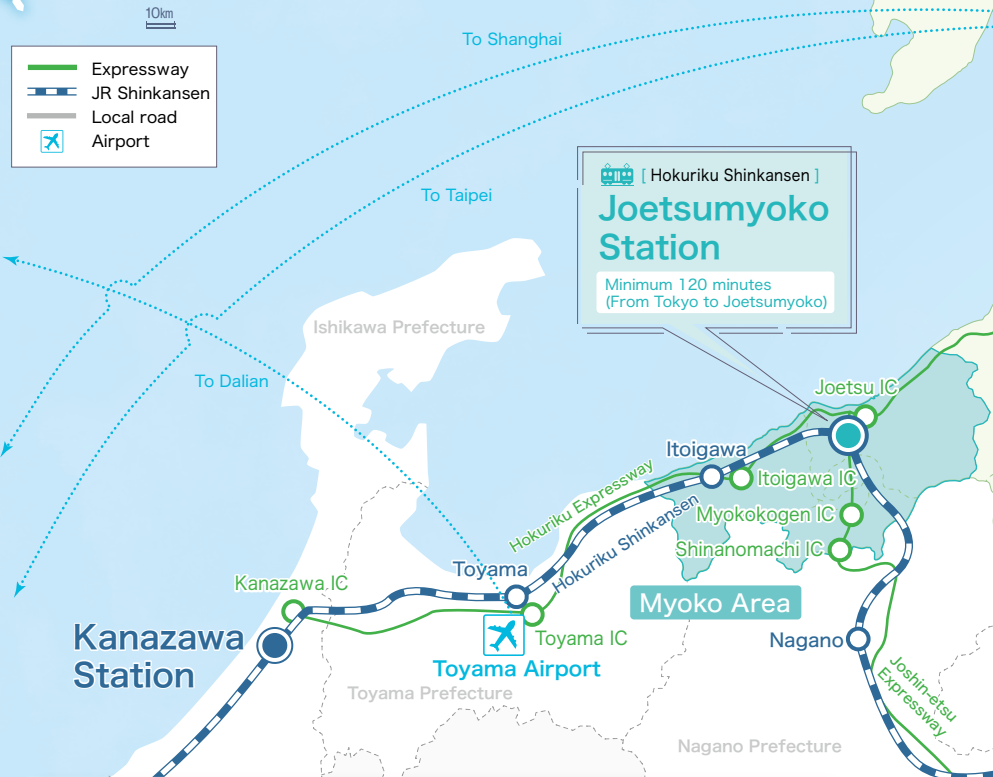 10km
Expressway
JR Shinkansen
Local road
Airport
To Shanghai
To Taipei
To Dalian
[ Hokuriku Shinkansen ]
Joetsumyoko
Station
Minimum 120 minutes
(From Tokyo to Joetsumyoko)
Ishikawa Prefecture
Joetsu IC
Itoigawa
Itoigawa IC
Hokuriku Expressway
Hokuriku Shinkansen
Myokokogen IC
Shinanomachi IC
Toyama
Kanazawa IC
Myoko Area
Kanazawa
Station
Toyama IC
Toyama Airport
Nagano
Joshin-etsu
Expressway
Toyama Prefecture
Nagano Prefecture